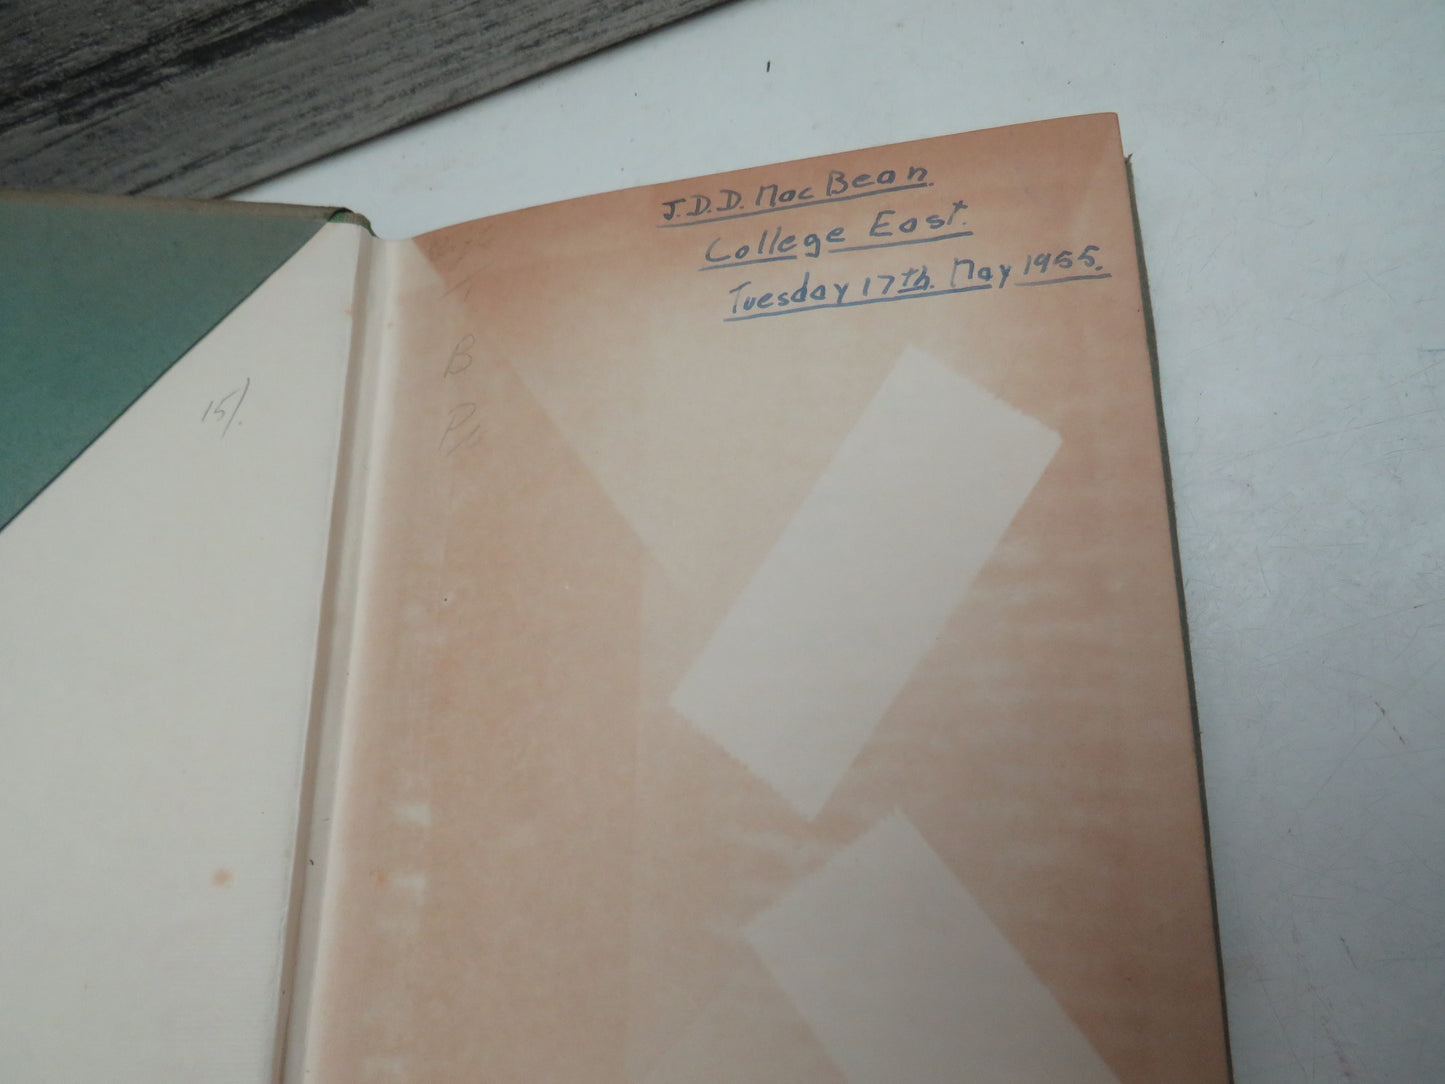 15/.
J.D.D. MacBean
College East.
Tuesday 17th. May 1955.
B